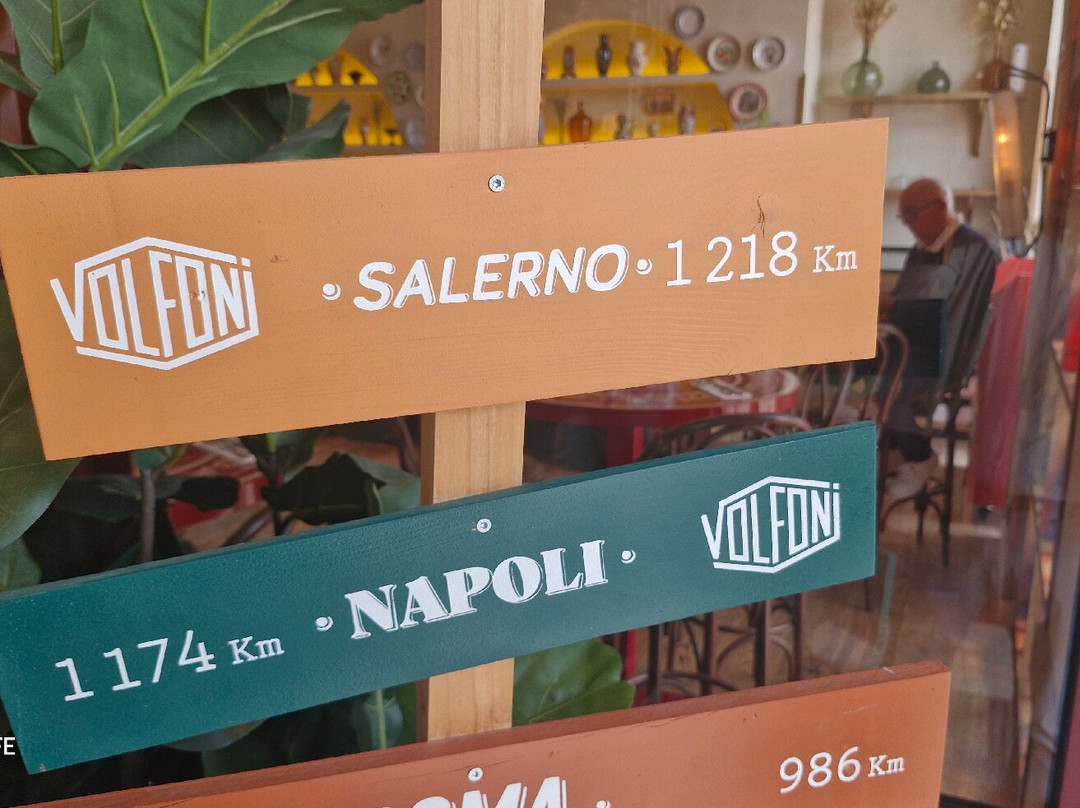 VOLFONi · SALERNO · 1 218 Km
1 174 Km · NAPOLI · VOLFONi
986 Km